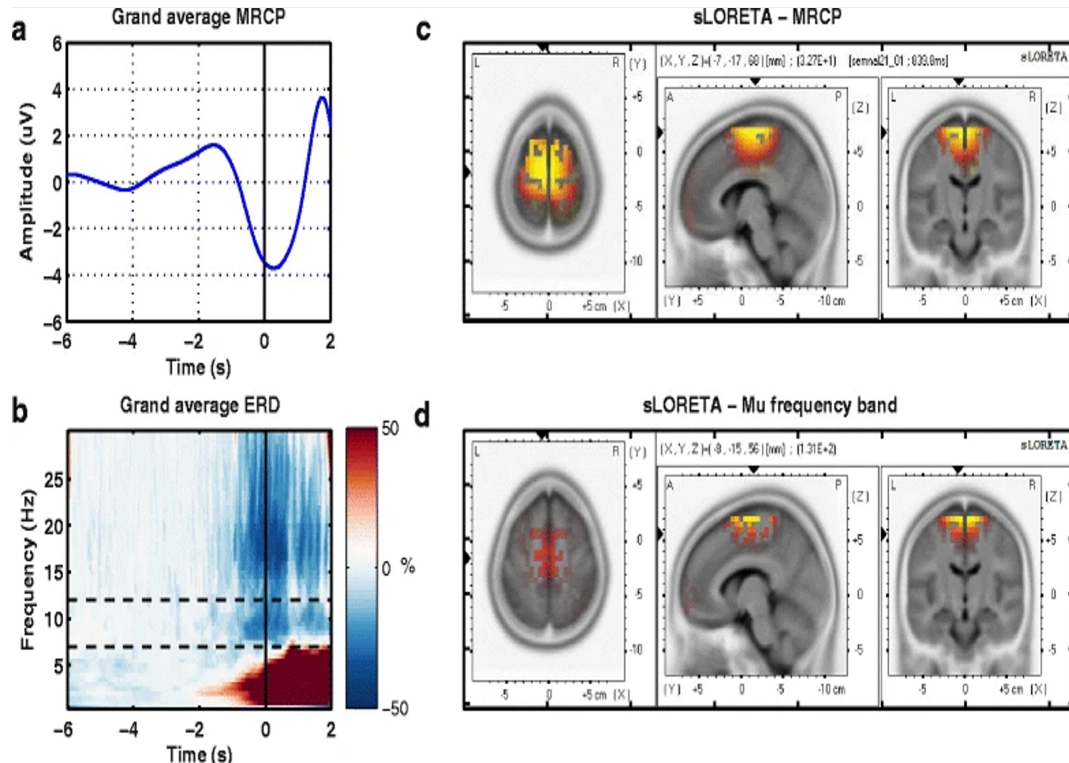 a
Grand average MRCP
Amplitude (uV)
6
4
2
0
−2
−4
−6
−6 −4 −2 0 2
Time (s)
c
sLORETA – MRCP
L R (Y)
+5
0
-5
-10
-5 0 +5 cm (X)
(X,Y,Z)=(-7,-17,68)[mm] ; (3.27E+1) [semnal21_01 ; 839.8ms]
sLORETA
A P (Z)
+5
0
-5
(Y) +5 0 -5 -10 cm
L R (Z)
+5
0
-5
-5 0 +5 cm (X)
b
Grand average ERD
Frequency (Hz)
25
20
15
10
5
−6 −4 −2 0 2
Time (s)
50
0 %
−50
d
sLORETA – Mu frequency band
L R (Y)
+5
0
-5
-10
-5 0 +5 cm (X)
(X,Y,Z)=(-8,-15,56)[mm] ; (1.31E+2)
sLORETA
A P (Z)
+5
0
-5
(Y) +5 0 -5 -10 cm
L R (Z)
+5
0
-5
-5 0 +5 cm (X)